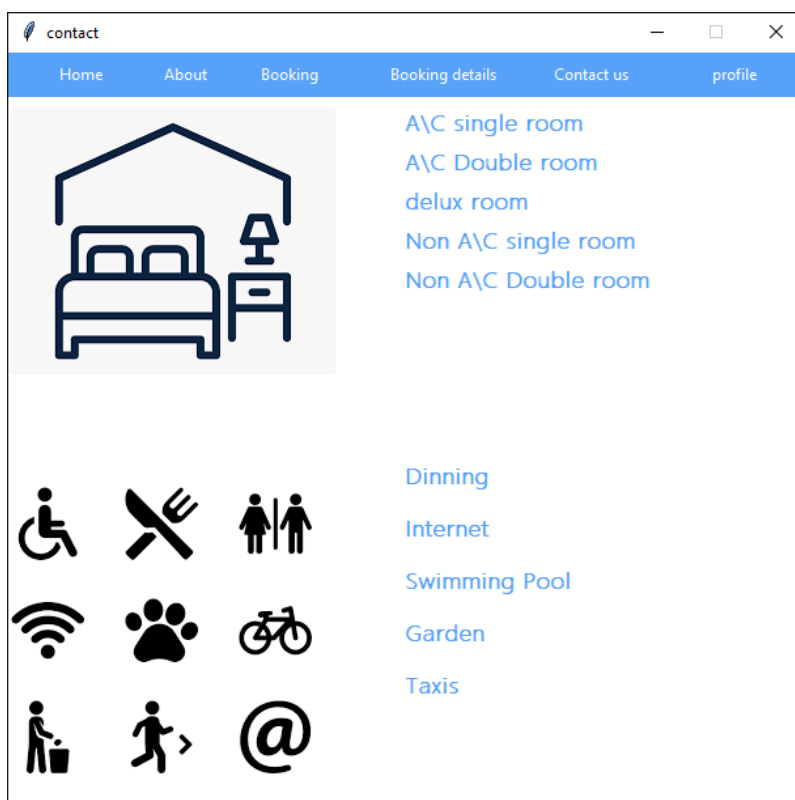 contact
Home About Booking Booking details Contact us profile
A\C single room
A\C Double room
delux room
Non A\C single room
Non A\C Double room
Dinning
Internet
Swimming Pool
Garden
Taxis
@